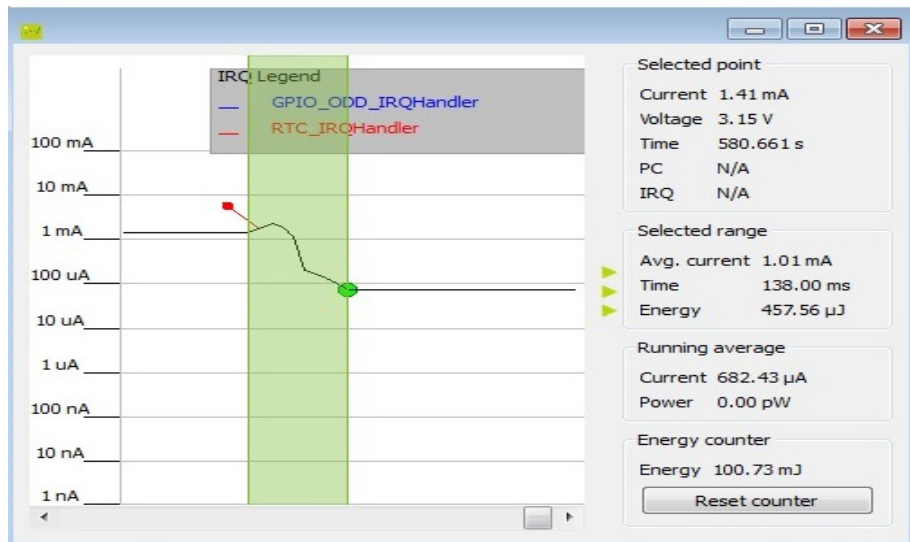 IRQ Legend
GPIO_ODD_IRQHandler
RTC_IRQHandler
100 mA
10 mA
1 mA
100 uA
10 uA
1 uA
100 nA
10 nA
1 nA
Selected point
Current 1.41 mA
Voltage 3.15 V
Time 580.661 s
PC N/A
IRQ N/A
Selected range
Avg. current 1.01 mA
Time 138.00 ms
Energy 457.56 µJ
Running average
Current 682.43 µA
Power 0.00 pW
Energy counter
Energy 100.73 mJ
Reset counter